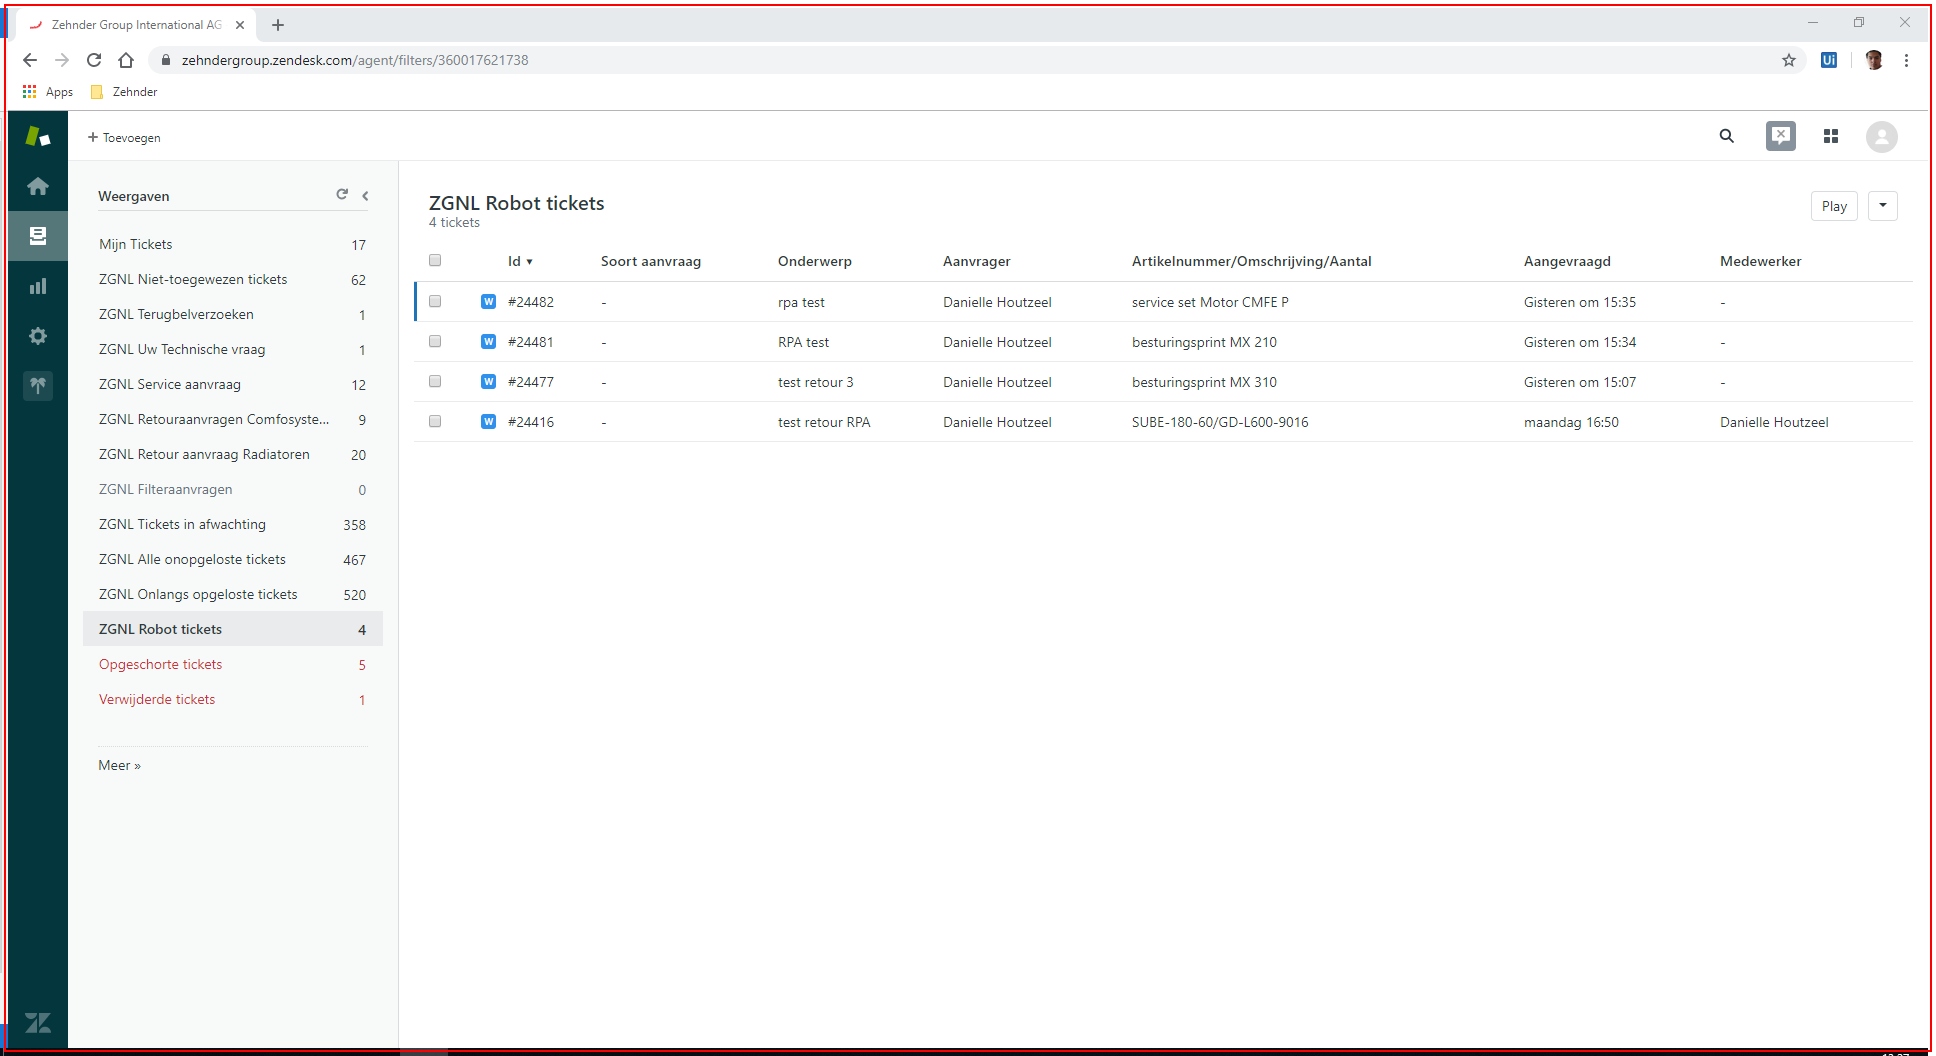 Zehnder Group International AG
zehndergroup.zendesk.com/agent/filters/360017621738
Ui
Apps
Zehnder
+ Toevoegen
Weergaven
Mijn Tickets 17
ZGNL Niet-toegewezen tickets 62
ZGNL Terugbelverzoeken 1
ZGNL Uw Technische vraag 1
ZGNL Service aanvraag 12
ZGNL Retouraanvragen Comfosyste... 9
ZGNL Retour aanvraag Radiatoren 20
ZGNL Filteraanvragen 0
ZGNL Tickets in afwachting 358
ZGNL Alle onopgeloste tickets 467
ZGNL Onlangs opgeloste tickets 520
ZGNL Robot tickets 4
Opgeschorte tickets 5
Verwijderde tickets 1
Meer »
ZGNL Robot tickets
4 tickets
Play
Id ▼ Soort aanvraag Onderwerp Aanvrager Artikelnummer/Omschrijving/Aantal Aangevraagd Medewerker
W #24482 - rpa test Danielle Houtzeel service set Motor CMFE P Gisteren om 15:35 -
W #24481 - RPA test Danielle Houtzeel besturingsprint MX 210 Gisteren om 15:34 -
W #24477 - test retour 3 Danielle Houtzeel besturingsprint MX 310 Gisteren om 15:07 -
W #24416 - test retour RPA Danielle Houtzeel SUBE-180-60/GD-L600-9016 maandag 16:50 Danielle Houtzeel